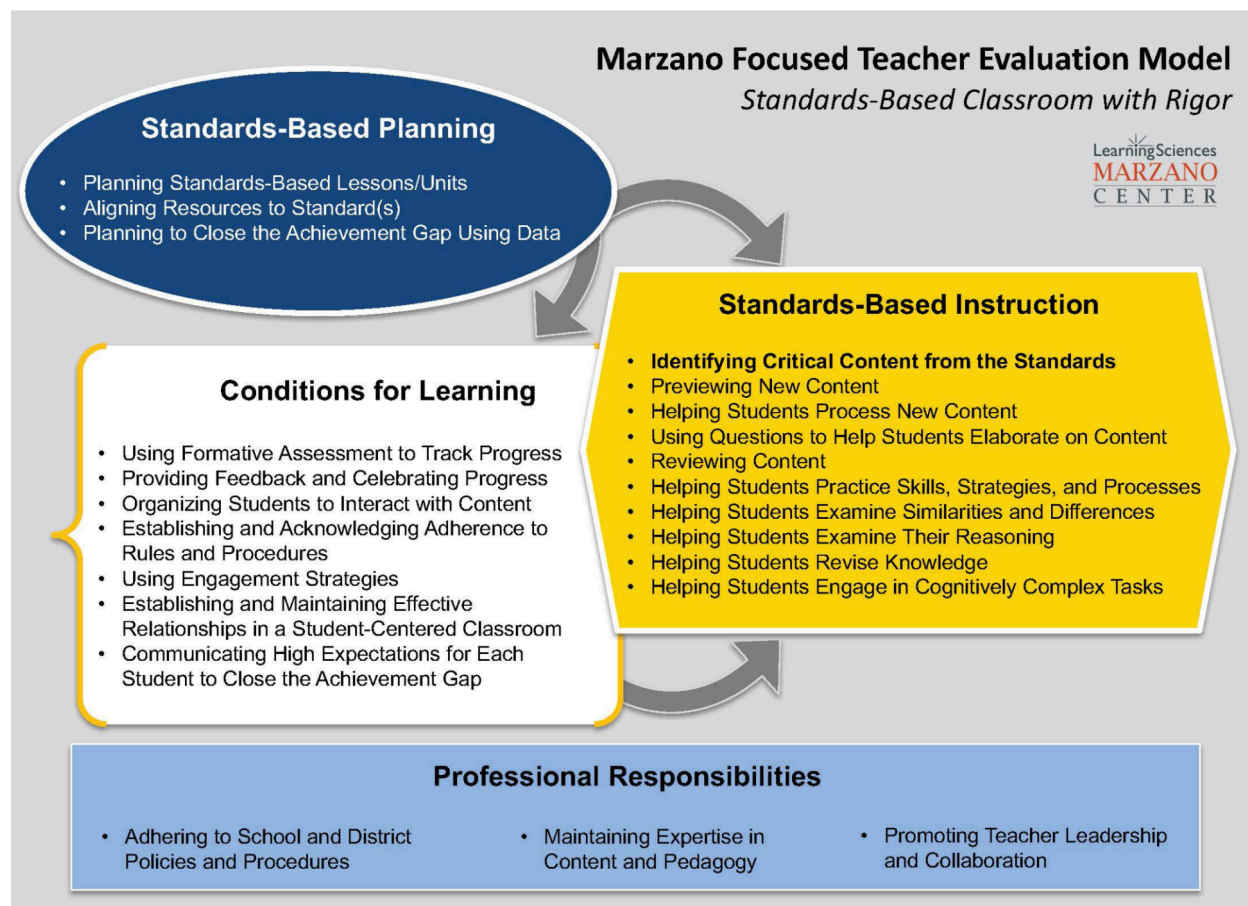 Marzano Focused Teacher Evaluation Model
Standards-Based Classroom with Rigor
LearningSciences
MARZANO
CENTER
Standards-Based Planning
• Planning Standards-Based Lessons/Units
• Aligning Resources to Standard(s)
• Planning to Close the Achievement Gap Using Data
Standards-Based Instruction
• Identifying Critical Content from the Standards
• Previewing New Content
• Helping Students Process New Content
• Using Questions to Help Students Elaborate on Content
• Reviewing Content
• Helping Students Practice Skills, Strategies, and Processes
• Helping Students Examine Similarities and Differences
• Helping Students Examine Their Reasoning
• Helping Students Revise Knowledge
• Helping Students Engage in Cognitively Complex Tasks
Conditions for Learning
• Using Formative Assessment to Track Progress
• Providing Feedback and Celebrating Progress
• Organizing Students to Interact with Content
• Establishing and Acknowledging Adherence to
Rules and Procedures
• Using Engagement Strategies
• Establishing and Maintaining Effective
Relationships in a Student-Centered Classroom
• Communicating High Expectations for Each
Student to Close the Achievement Gap
Professional Responsibilities
• Adhering to School and District
Policies and Procedures
• Maintaining Expertise in
Content and Pedagogy
• Promoting Teacher Leadership
and Collaboration